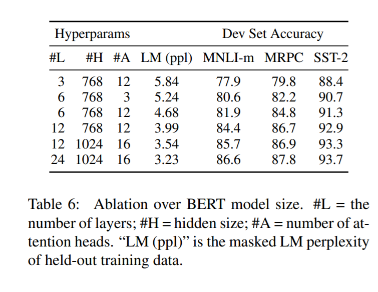 Hyperparams Dev Set Accuracy
#L #H #A LM (ppl) MNLI-m MRPC SST-2
3 768 12 5.84 77.9 79.8 88.4
6 768 3 5.24 80.6 82.2 90.7
6 768 12 4.68 81.9 84.8 91.3
12 768 12 3.99 84.4 86.7 92.9
12 1024 16 3.54 85.7 86.9 93.3
24 1024 16 3.23 86.6 87.8 93.7
Table 6: Ablation over BERT model size. #L = the
number of layers; #H = hidden size; #A = number of at-
tention heads. “LM (ppl)” is the masked LM perplexity
of held-out training data.